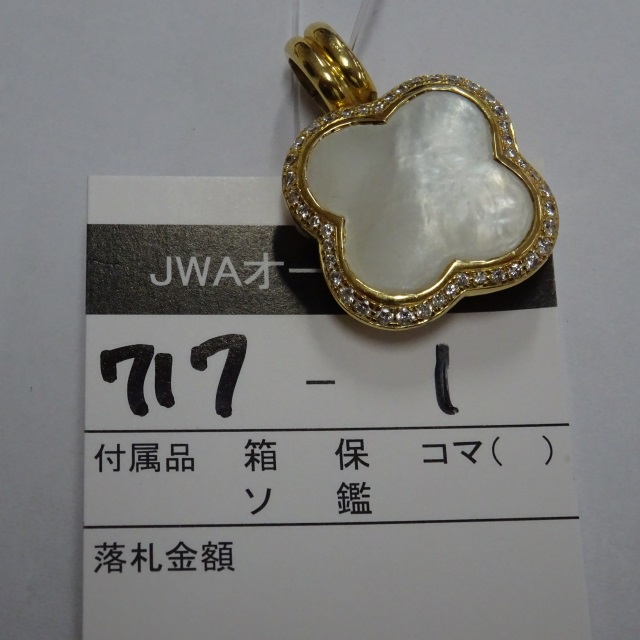 JWAオー
717 - 1
付属品 箱 保 コマ( )
ソ 鑑
落札金額